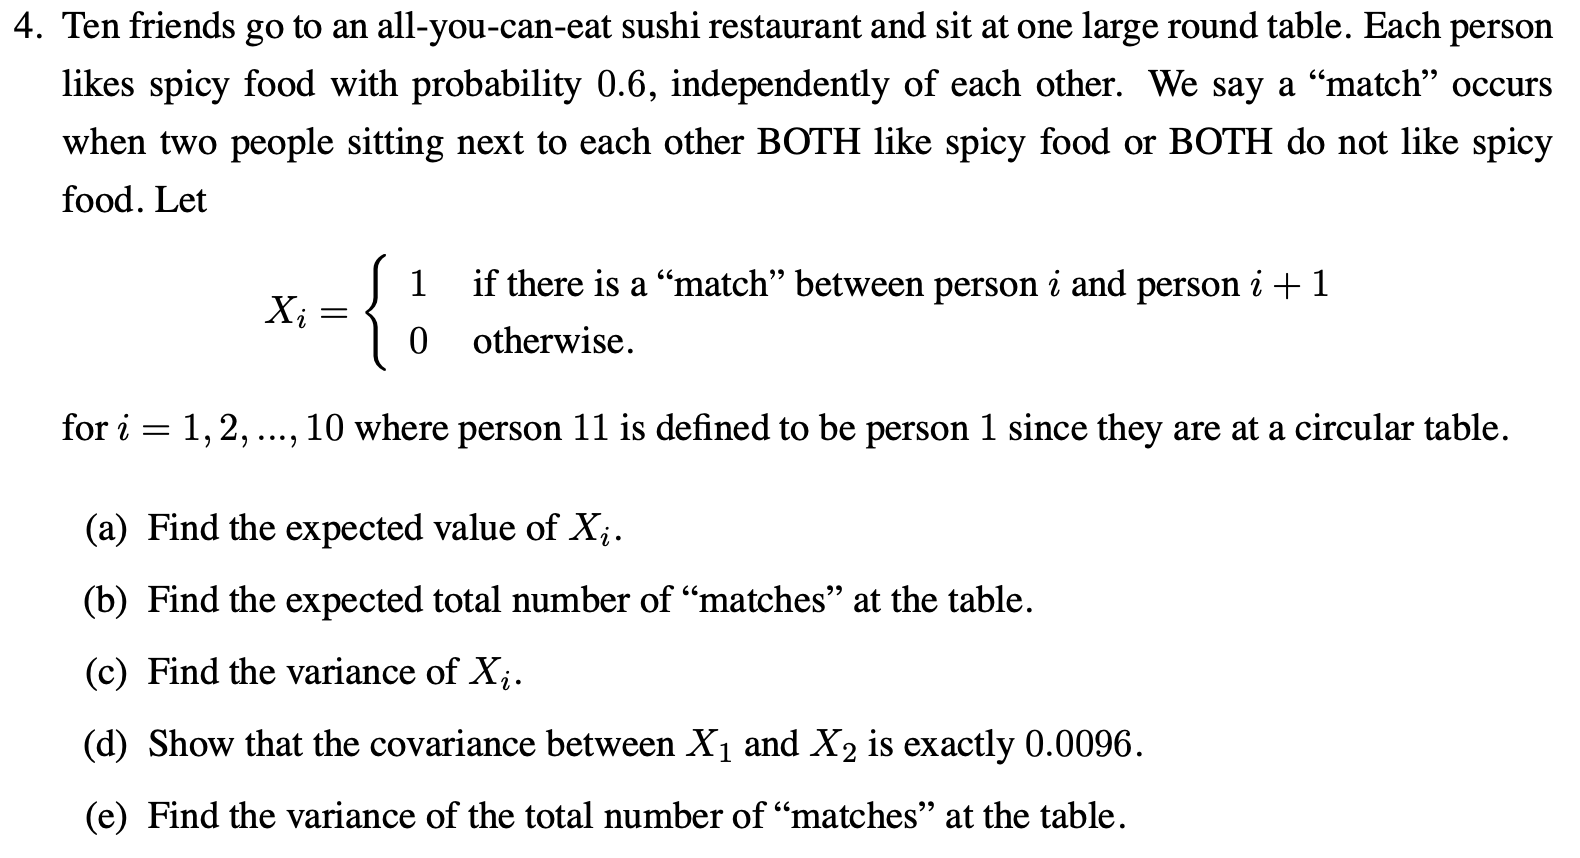 4. Ten friends go to an all-you-can-eat sushi restaurant and sit at one large round table. Each person
likes spicy food with probability 0.6, independently of each other. We say a “match” occurs
when two people sitting next to each other BOTH like spicy food or BOTH do not like spicy
food. Let
X_i = { 1 if there is a “match” between person i and person i + 1
0 otherwise.
for i = 1, 2, ..., 10 where person 11 is defined to be person 1 since they are at a circular table.
(a) Find the expected value of X_i.
(b) Find the expected total number of “matches” at the table.
(c) Find the variance of X_i.
(d) Show that the covariance between X_1 and X_2 is exactly 0.0096.
(e) Find the variance of the total number of “matches” at the table.